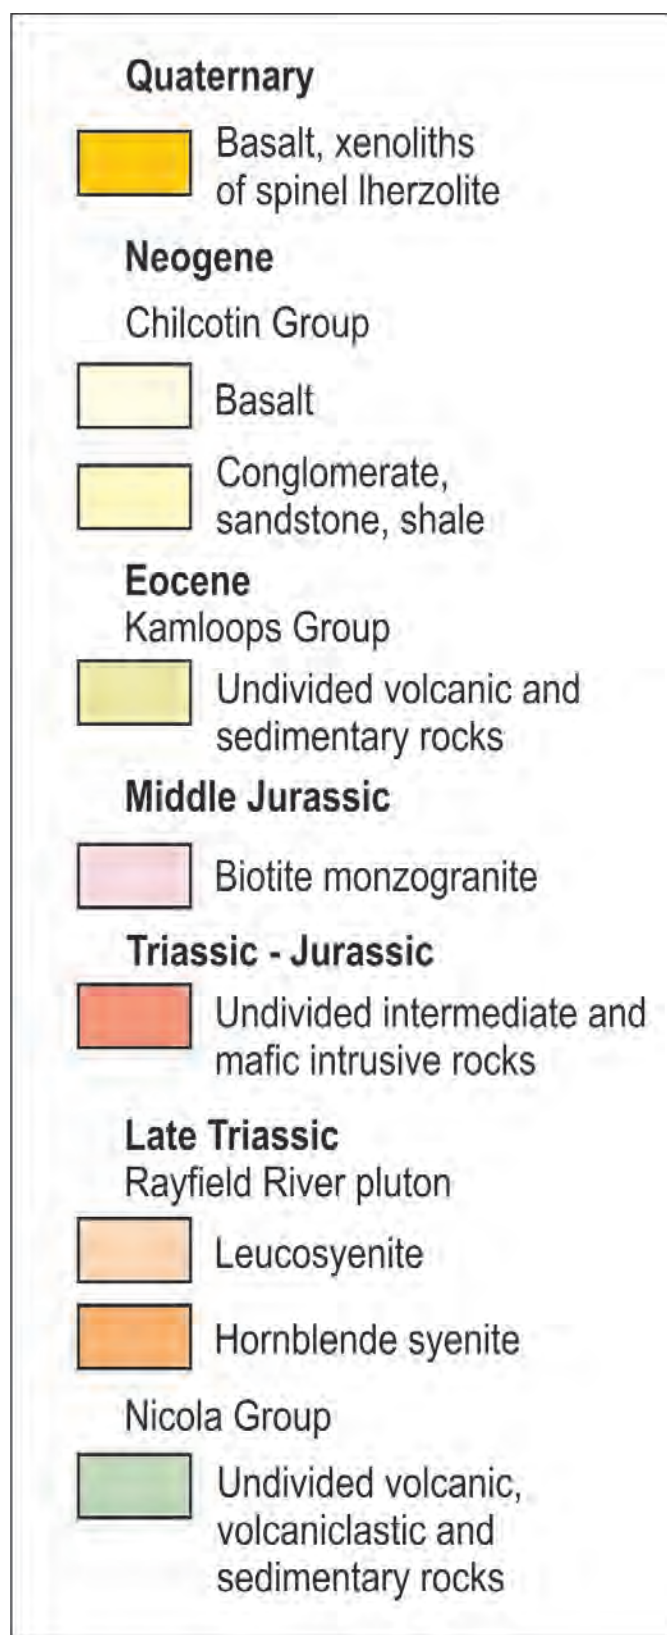 Quaternary
Basalt, xenoliths
of spinel lherzolite
Neogene
Chilcotin Group
Basalt
Conglomerate,
sandstone, shale
Eocene
Kamloops Group
Undivided volcanic and
sedimentary rocks
Middle Jurassic
Biotite monzogranite
Triassic - Jurassic
Undivided intermediate and
mafic intrusive rocks
Late Triassic
Rayfield River pluton
Leucosyenite
Hornblende syenite
Nicola Group
Undivided volcanic,
volcaniclastic and
sedimentary rocks